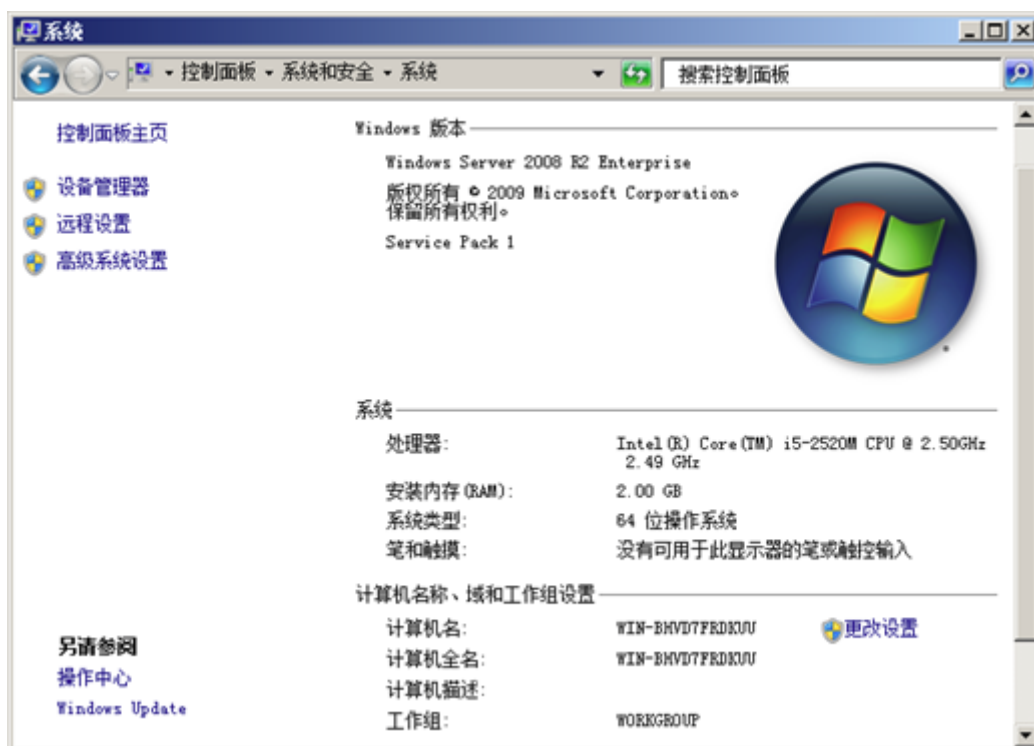 系统
控制面板 系统和安全 系统
搜索控制面板
控制面板主页
设备管理器
远程设置
高级系统设置
Windows 版本
Windows Server 2008 R2 Enterprise
版权所有 © 2009 Microsoft Corporation。
保留所有权利。
Service Pack 1
系统
处理器: Intel(R) Core(TM) i5-2520M CPU @ 2.50GHz
2.49 GHz
安装内存(RAM): 2.00 GB
系统类型: 64 位操作系统
笔和触摸: 没有可用于此显示器的笔或触控输入
计算机名称、域和工作组设置
计算机名: WIN-BHVD7FRDKUU 更改设置
计算机全名: WIN-BHVD7FRDKUU
计算机描述:
工作组: WORKGROUP
另请参阅
操作中心
Windows Update